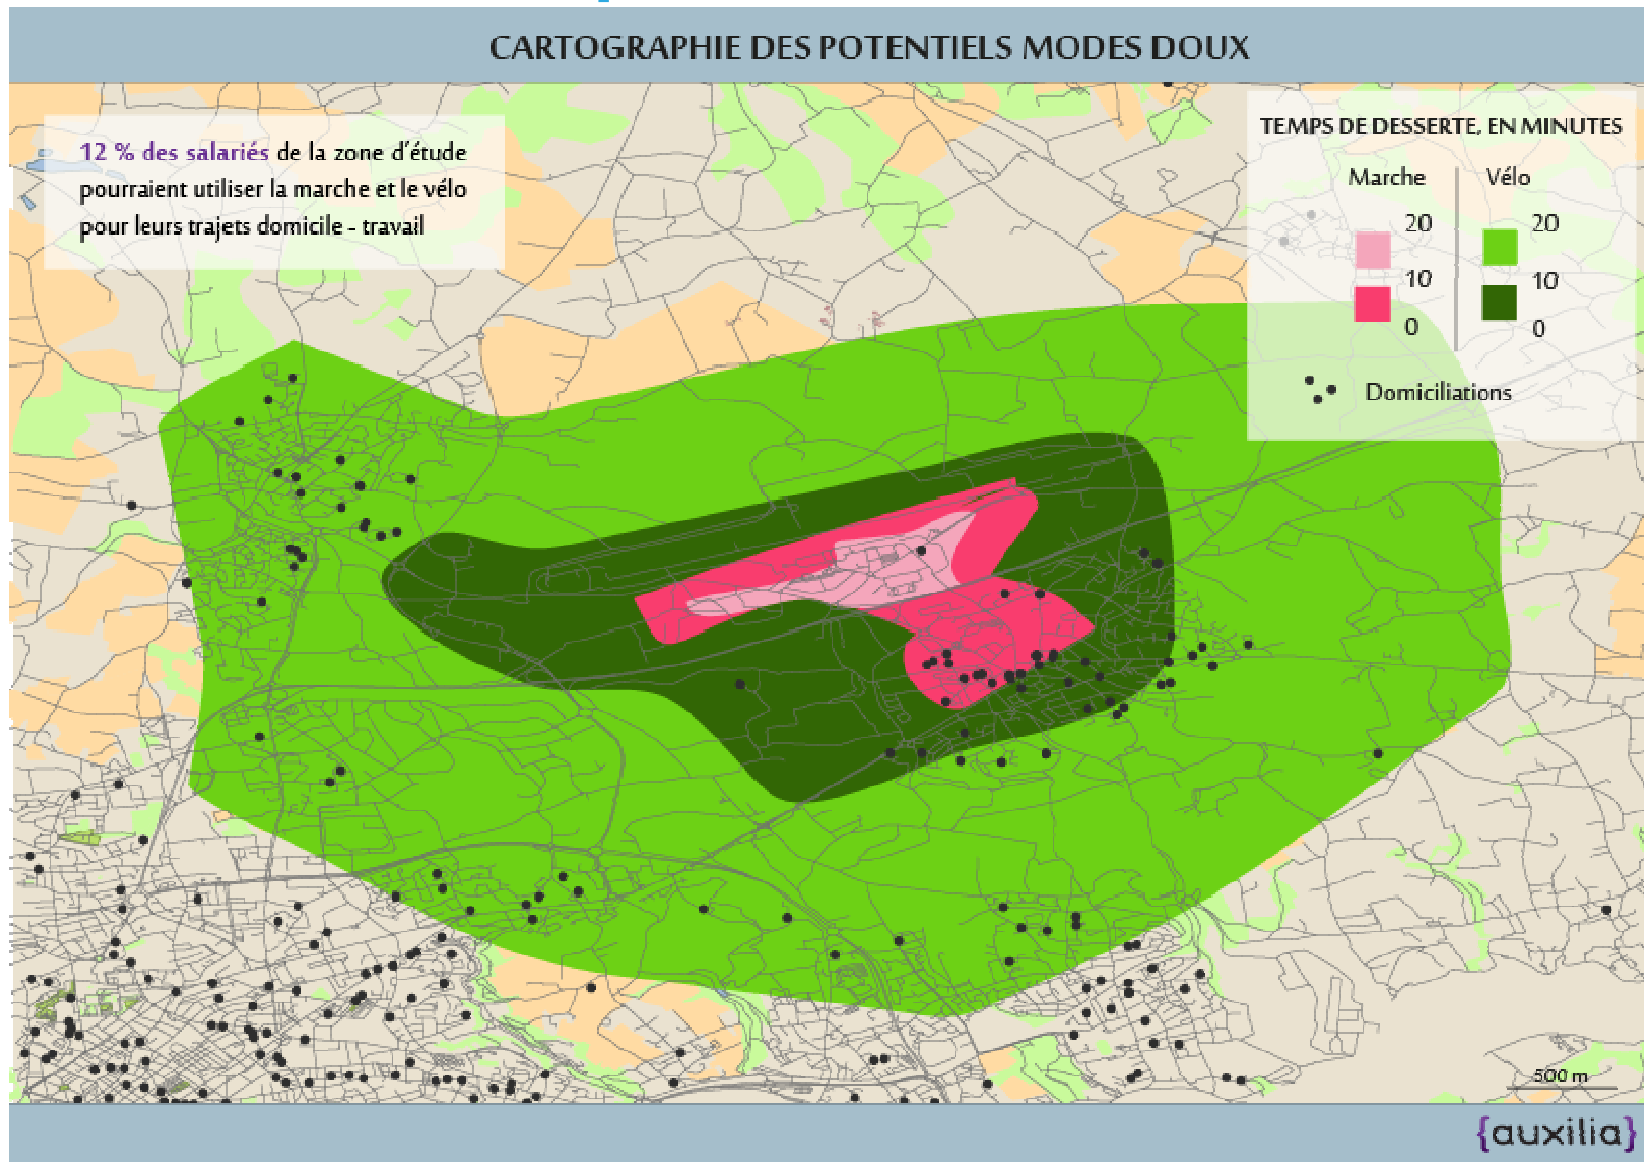 CARTOGRAPHIE DES POTENTIELS MODES DOUX
12 % des salariés de la zone d'étude
pourraient utiliser la marche et le vélo
pour leurs trajets domicile - travail
TEMPS DE DESSERTE, EN MINUTES
Marche
Vélo
20
20
10
10
0
0
Domiciliations
500 m
{auxilia}